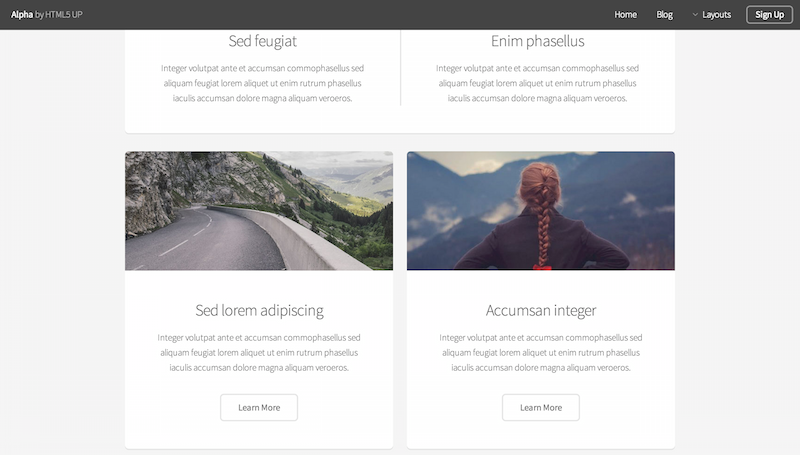 Alpha by HTML5 UP
Home
Blog
Layouts
Sign Up
Sed feugiat
Integer volutpat ante et accumsan commophasellus sed
aliquam feugiat lorem aliquet ut enim rutrum phasellus
iaculis accumsan dolore magna aliquam veroeros.
Enim phasellus
Integer volutpat ante et accumsan commophasellus sed
aliquam feugiat lorem aliquet ut enim rutrum phasellus
iaculis accumsan dolore magna aliquam veroeros.
Sed lorem adipiscing
Integer volutpat ante et accumsan commophasellus sed
aliquam feugiat lorem aliquet ut enim rutrum phasellus
iaculis accumsan dolore magna aliquam veroeros.
Learn More
Accumsan integer
Integer volutpat ante et accumsan commophasellus sed
aliquam feugiat lorem aliquet ut enim rutrum phasellus
iaculis accumsan dolore magna aliquam veroeros.
Learn More